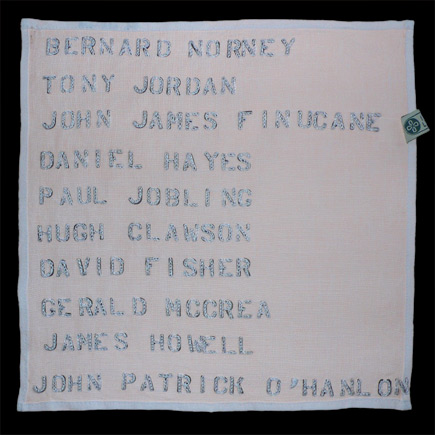 BERNARD NORNEY
TONY JORDAN
JOHN JAMES FINUCANE
DANIEL HAYES
PAUL JOBLING
HUGH CLAWSON
DAVID FISHER
GERALD MCCREA
JAMES HOWELL
JOHN PATRICK O'HANLON